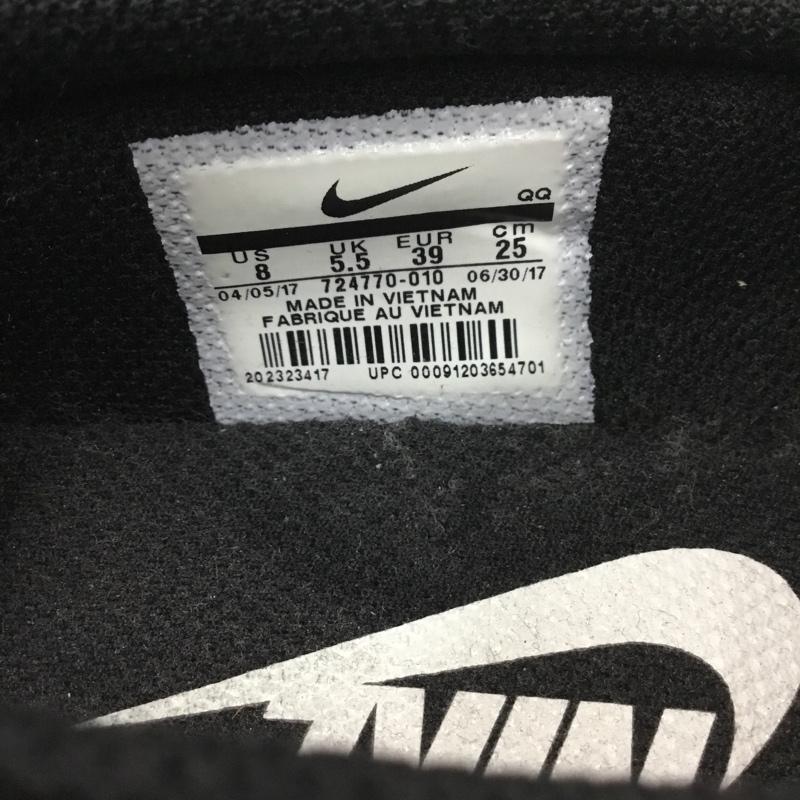 QQ
US UK EUR cm
8 5.5 39 25
04/05/17 724770-010 06/30/17
MADE IN VIETNAM
FABRIQUE AU VIETNAM
202323417 UPC 00091203654701